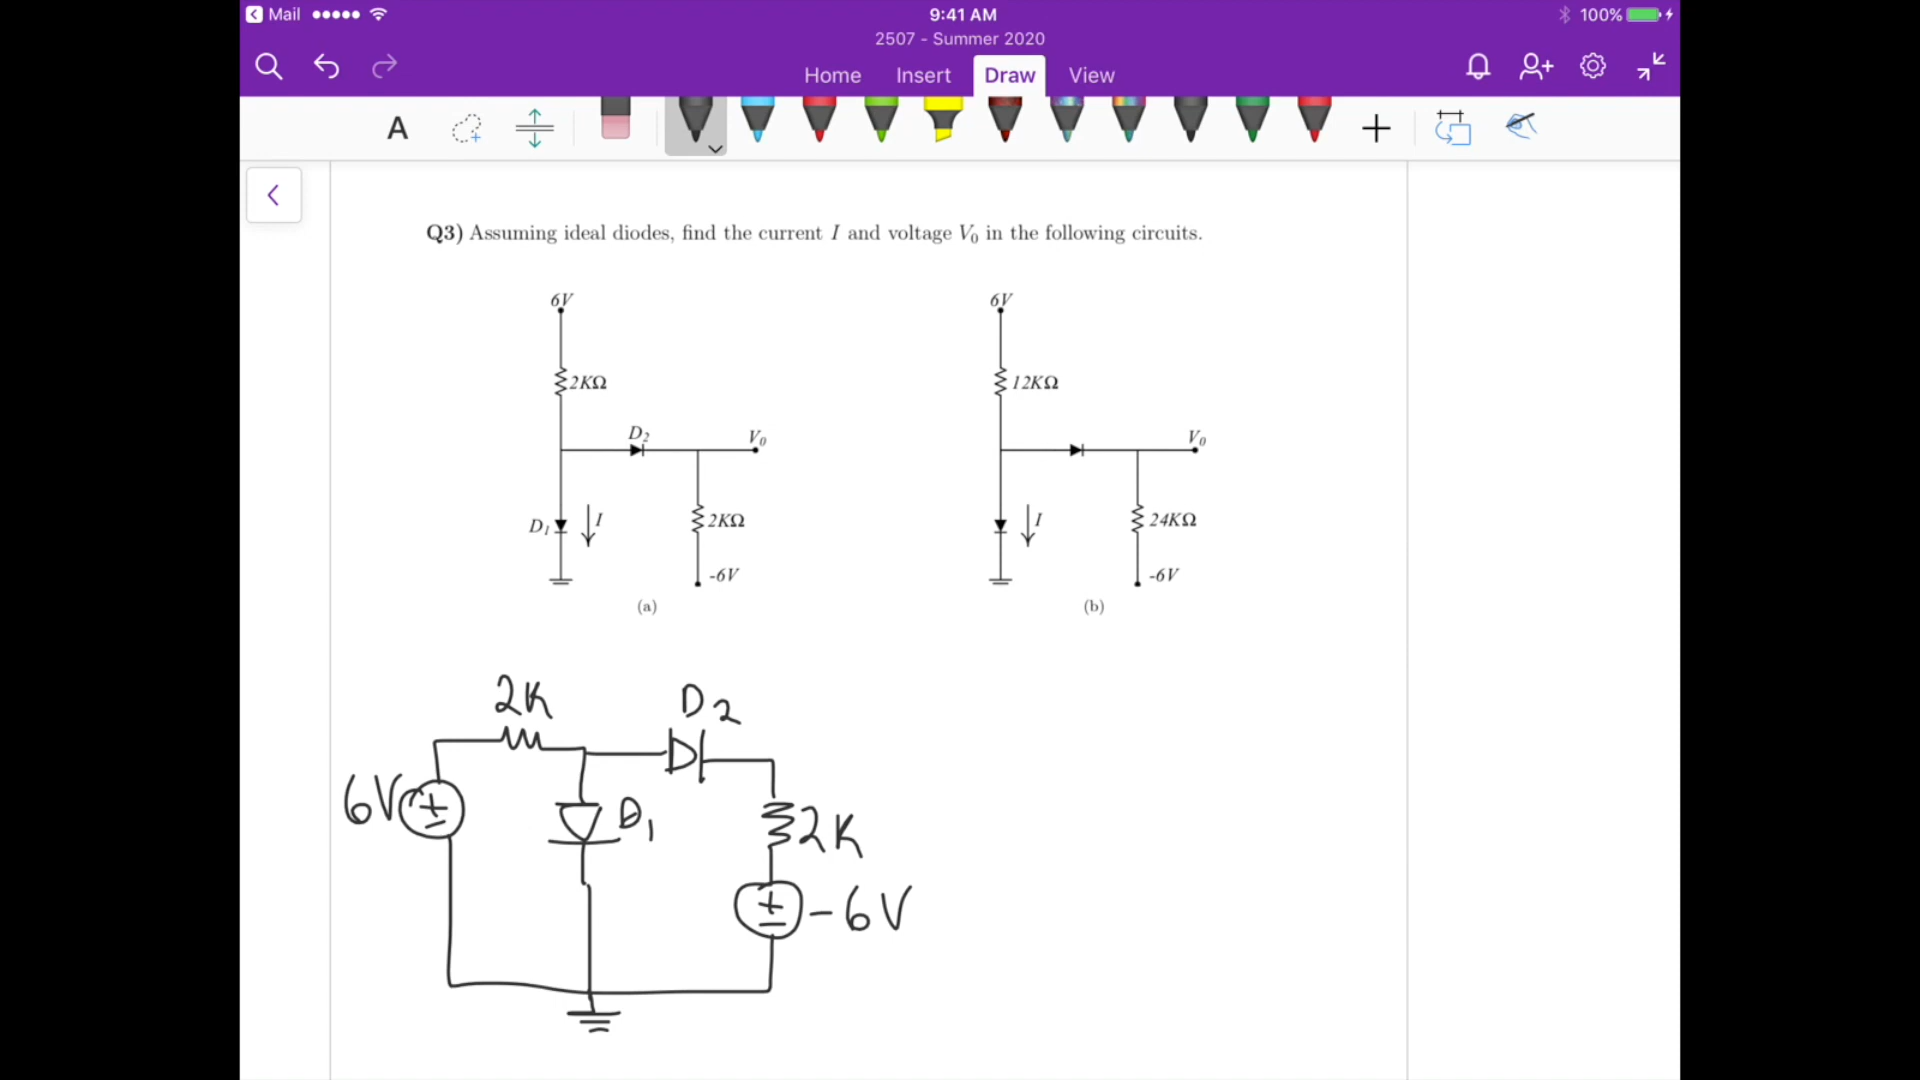 Mail
9:41 AM
100%
2507 - Summer 2020
Home Insert Draw View
A
Q3) Assuming ideal diodes, find the current I and voltage V0 in the following circuits.
6V
2KΩ
D2
V0
D1
I
2KΩ
-6V
(a)
6V
12KΩ
V0
I
24KΩ
-6V
(b)
2K
D2
6V
+
-
D1
2K
+
-
-6V